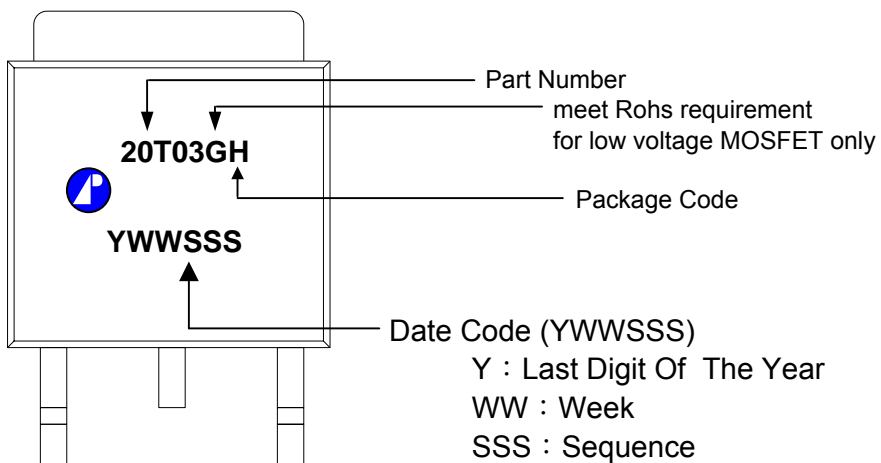 Part Number
meet Rohs requirement
for low voltage MOSFET only
20T03GH
Package Code
YWWSSS
Date Code (YWWSSS)
Y：Last Digit Of The Year
WW：Week
SSS：Sequence